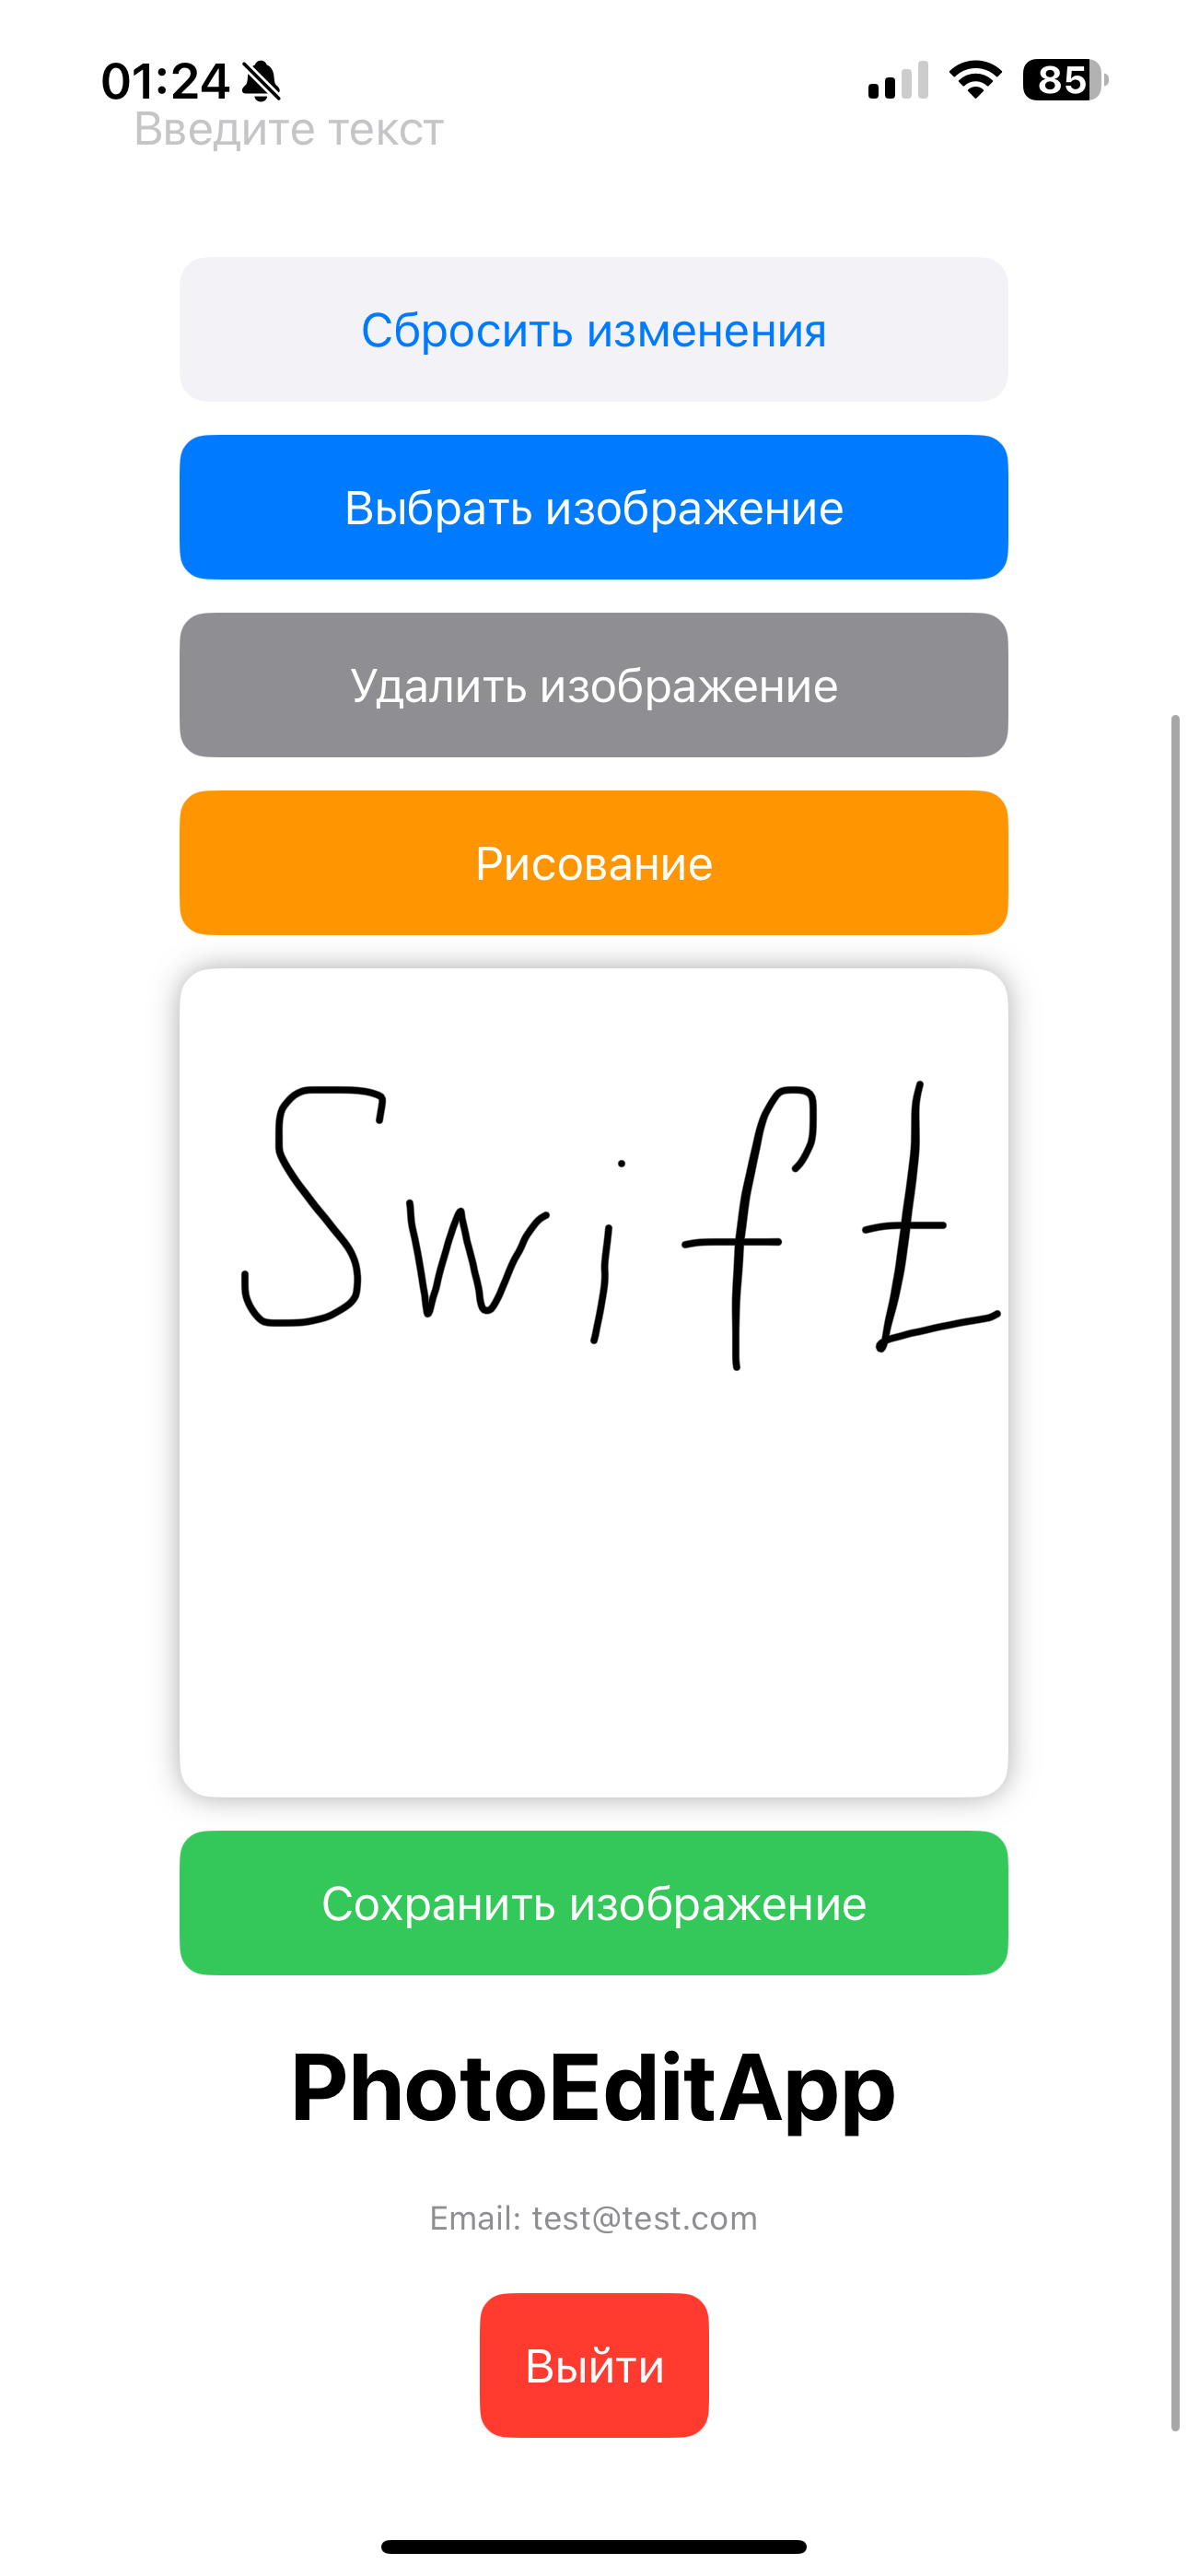 01:24
85
Введите текст
Сбросить изменения
Выбрать изображение
Удалить изображение
Рисование
Swift
Сохранить изображение
PhotoEditApp
Email: test@test.com
Выйти